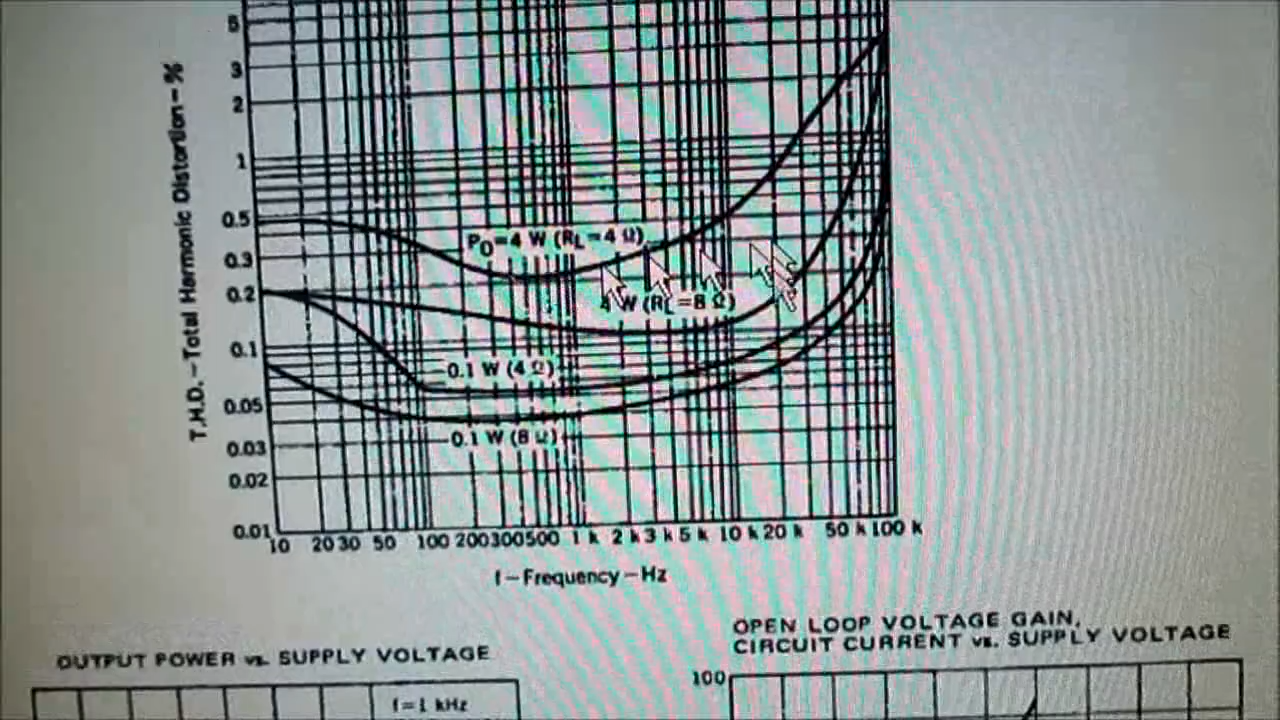 5
3
2
1
0.5
0.3
0.2
0.1
0.05
0.03
0.02
0.01
T.H.D. – Total Harmonic Distortion – %
PO=4 W (RL=4 Ω)
4 W (RL=8 Ω)
0.1 W (4 Ω)
0.1 W (8 Ω)
10 20 30 50 100 200 300 500 1 k 2 k 3 k 5 k 10 k 20 k 50 k 100 k
f – Frequency – Hz
OUTPUT POWER vs. SUPPLY VOLTAGE
f = 1 kHz
OPEN LOOP VOLTAGE GAIN,
CIRCUIT CURRENT vs. SUPPLY VOLTAGE
100